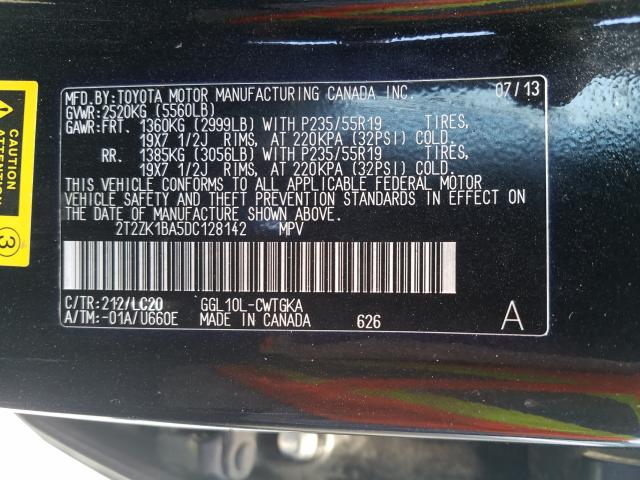 MFD.BY:TOYOTA MOTOR MANUFACTURING CANADA INC. 07/13
GVWR:2520KG (5560LB)
GAWR:FRT. 1360KG (2999LB) WITH P235/55R19 TIRES,
19X7 1/2J RIMS, AT 220KPA (32PSI) COLD.
RR. 1385KG (3056LB) WITH P235/55R19 TIRES,
19X7 1/2J RIMS, AT 220KPA (32PSI) COLD.
THIS VEHICLE CONFORMS TO ALL APPLICABLE FEDERAL MOTOR
VEHICLE SAFETY AND THEFT PREVENTION STANDARDS IN EFFECT ON
THE DATE OF MANUFACTURE SHOWN ABOVE.
2T2ZK1BA5DC128142 MPV
C/TR:212/LC20 GGL10L-CWTGKA
A/TM:-01A/U660E MADE IN CANADA 626 A
CAUTION
ATTENTION
3